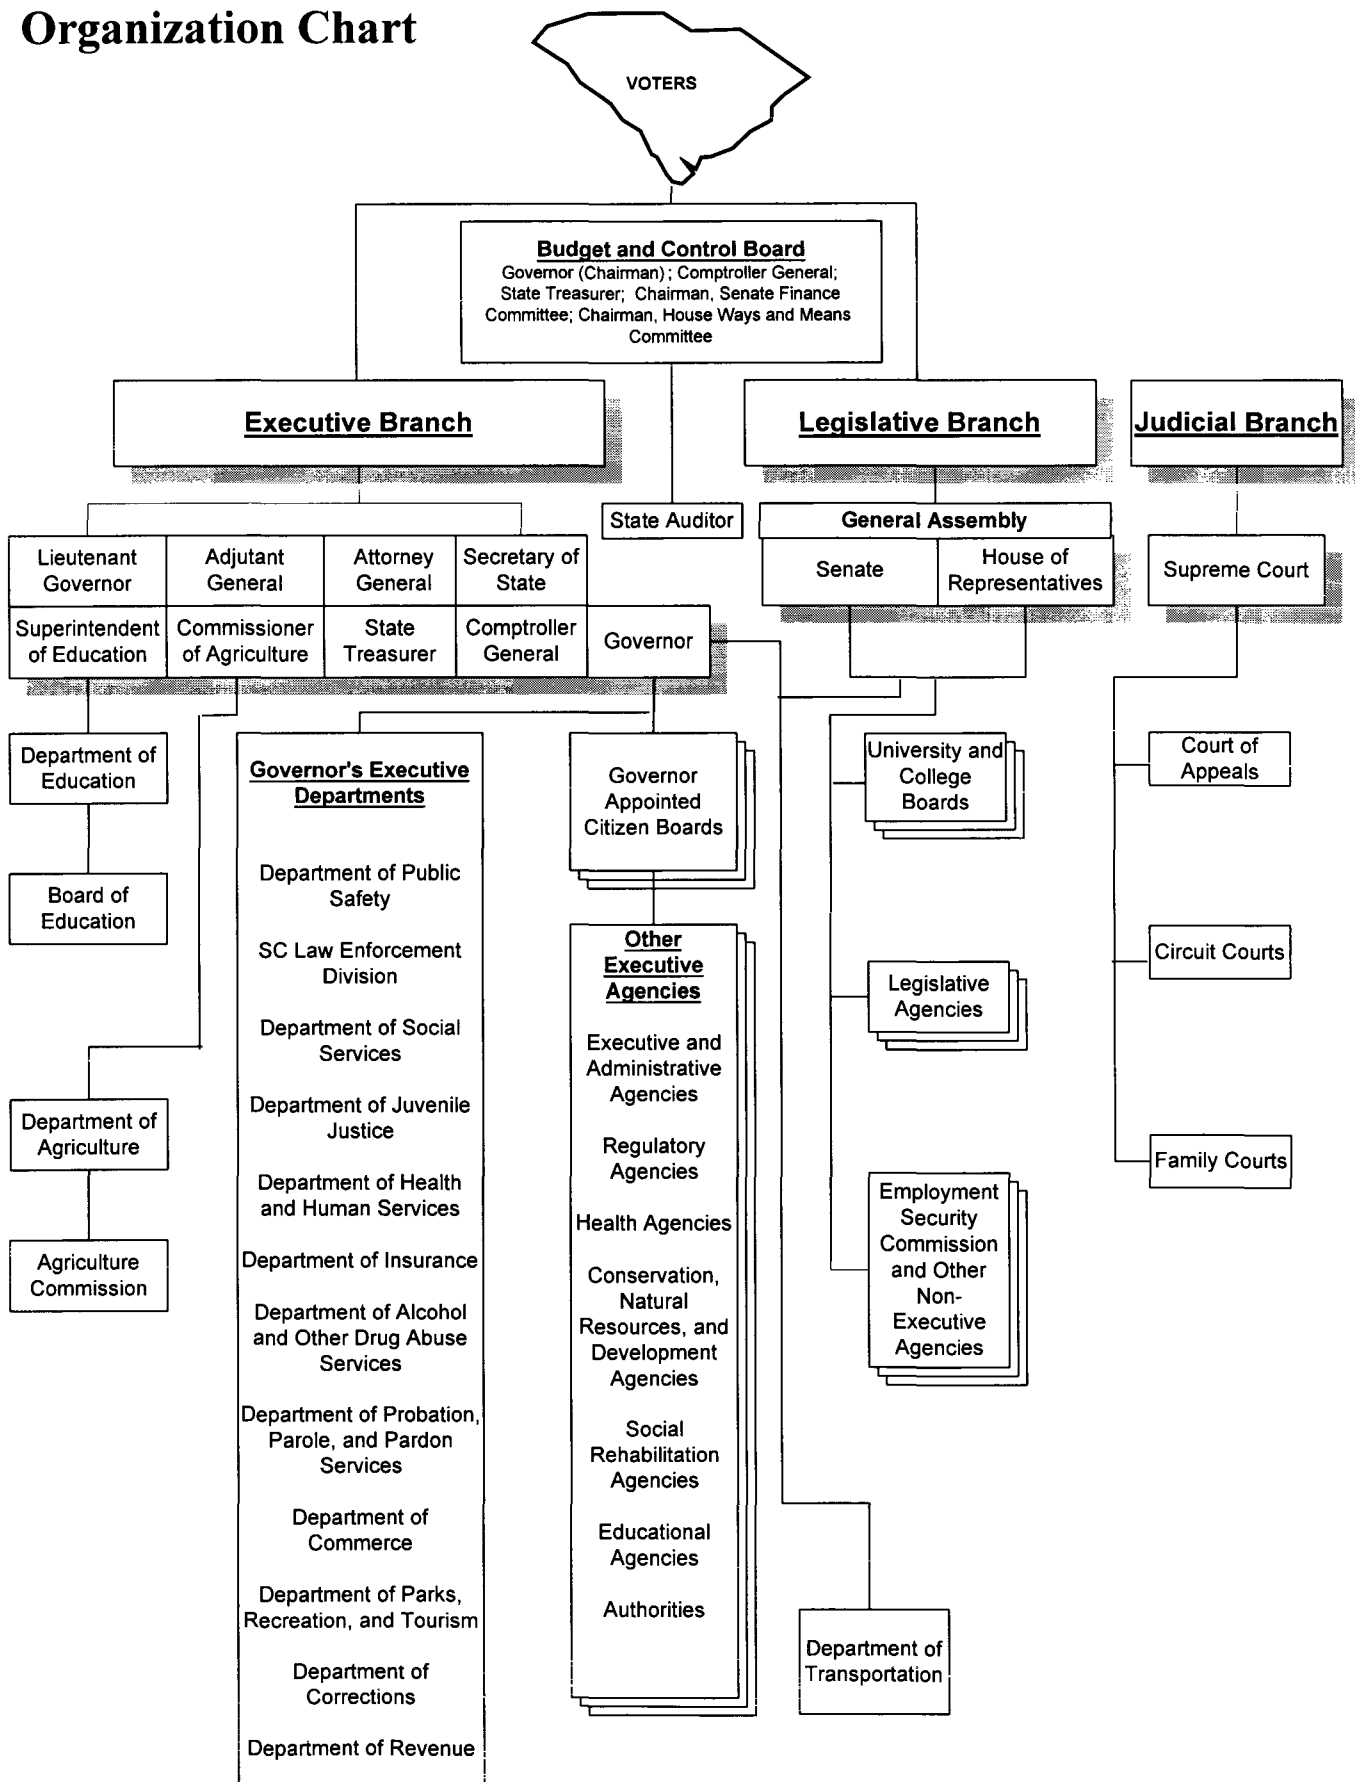 Organization Chart
VOTERS
Budget and Control Board
Governor (Chairman) ; Comptroller General;
State Treasurer; Chairman, Senate Finance
Committee; Chairman, House Ways and Means
Committee
Executive Branch
Legislative Branch
Judicial Branch
State Auditor
General Assembly
Lieutenant
Governor
Adjutant
General
Attorney
General
Secretary of
State
Senate
House of
Representatives
Supreme Court
Superintendent
of Education
Commissioner
of Agriculture
State
Treasurer
Comptroller
General
Governor
Department of
Education
Board of
Education
Department of
Agriculture
Agriculture
Commission
Governor's Executive
Departments
Department of Public
Safety
SC Law Enforcement
Division
Department of Social
Services
Department of Juvenile
Justice
Department of Health
and Human Services
Department of Insurance
Department of Alcohol
and Other Drug Abuse
Services
Department of Probation,
Parole, and Pardon
Services
Department of
Commerce
Department of Parks,
Recreation, and Tourism
Department of
Corrections
Department of Revenue
Governor
Appointed
Citizen Boards
Other
Executive
Agencies
Executive and
Administrative
Agencies
Regulatory
Agencies
Health Agencies
Conservation,
Natural
Resources, and
Development
Agencies
Social
Rehabilitation
Agencies
Educational
Agencies
Authorities
University and
College
Boards
Legislative
Agencies
Employment
Security
Commission
and Other
Non-
Executive
Agencies
Department of
Transportation
Court of
Appeals
Circuit Courts
Family Courts